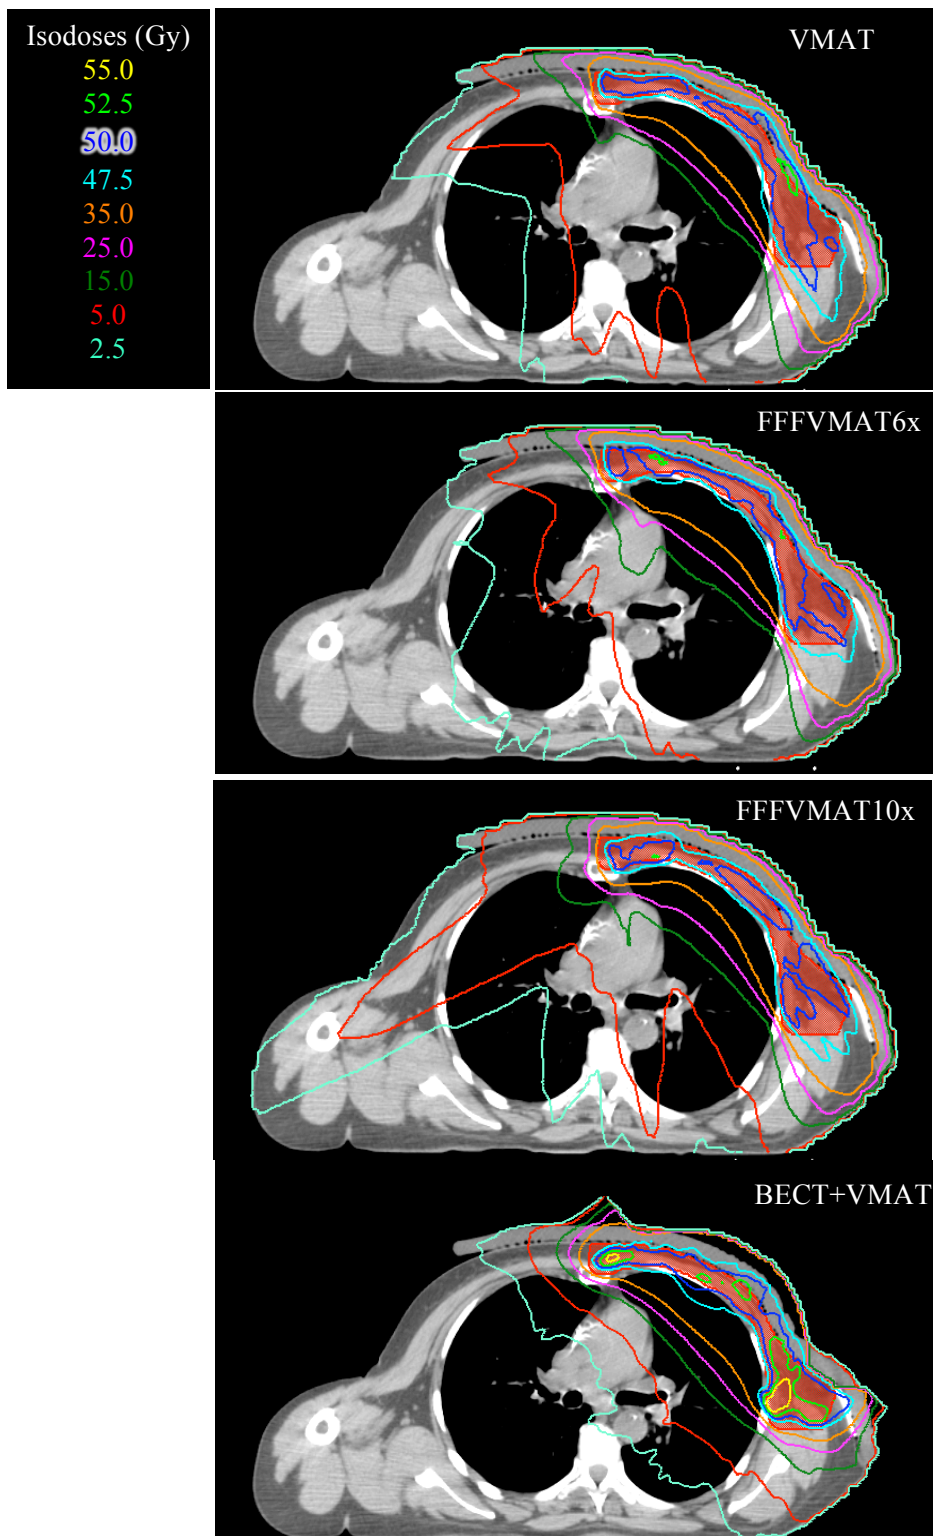 Isodoses (Gy)
55.0
52.5
50.0
47.5
35.0
25.0
15.0
5.0
2.5
VMAT
FFFVMAT6x
FFFVMAT10x
BECT+VMAT